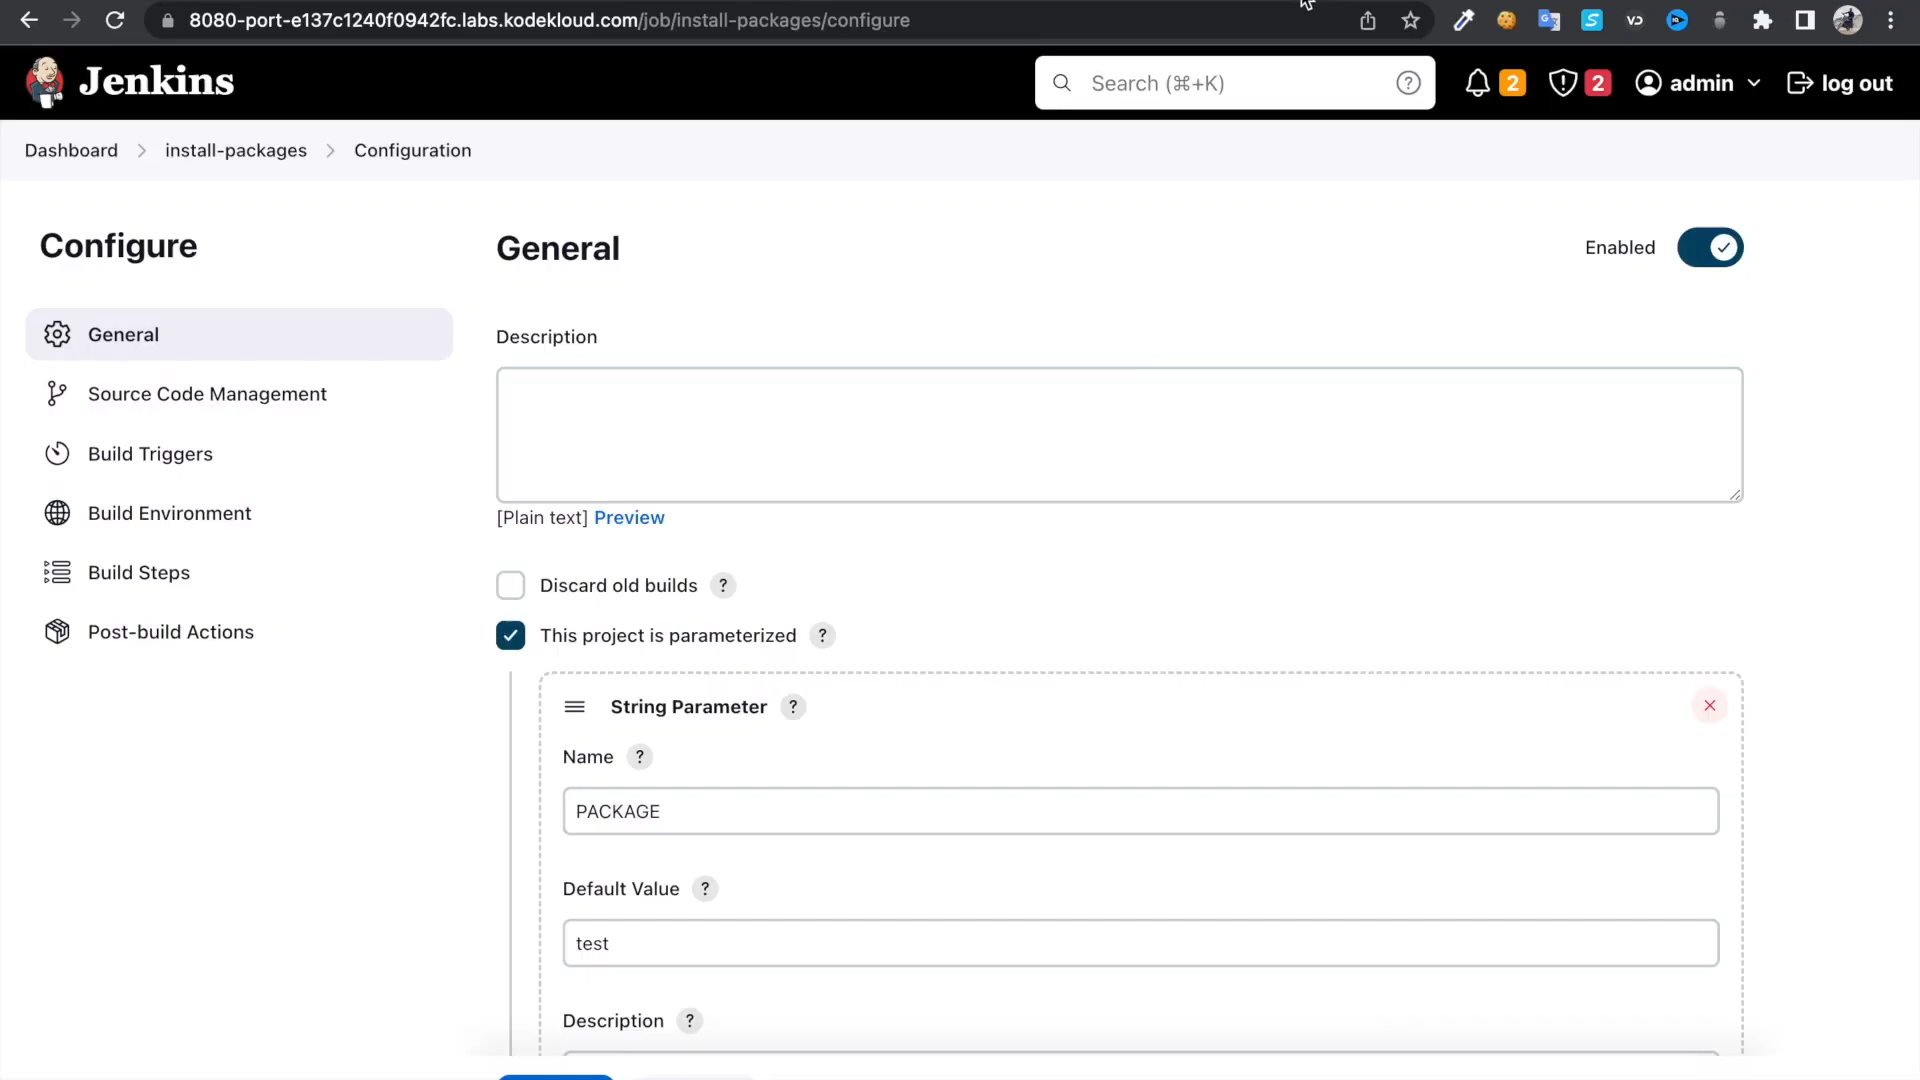 8080-port-e137c1240f0942fc.labs.kodekloud.com/job/install-packages/configure
Jenkins
Search (⌘+K)
?
2
2
admin
log out
Dashboard
install-packages
Configuration
Configure
General
Enabled
General
Source Code Management
Build Triggers
Build Environment
Build Steps
Post-build Actions
Description
[Plain text] Preview
Discard old builds ?
This project is parameterized ?
String Parameter ?
Name ?
PACKAGE
Default Value ?
test
Description ?